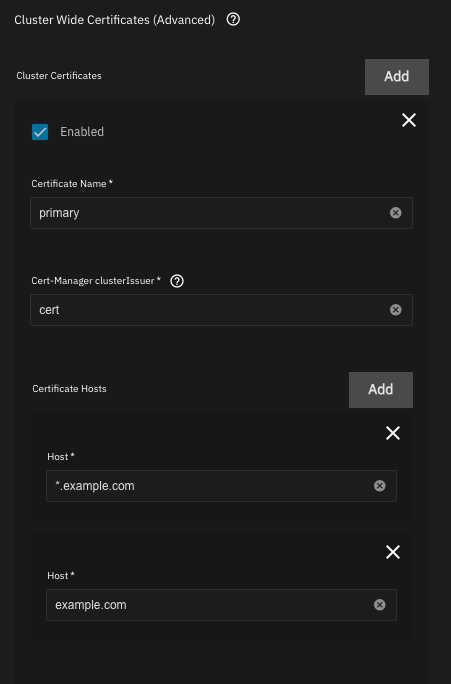 Cluster Wide Certificates (Advanced) ?
Cluster Certificates
Add
Enabled
Certificate Name *
primary
Cert-Manager clusterIssuer * ?
cert
Certificate Hosts
Add
Host *
*.example.com
Host *
example.com